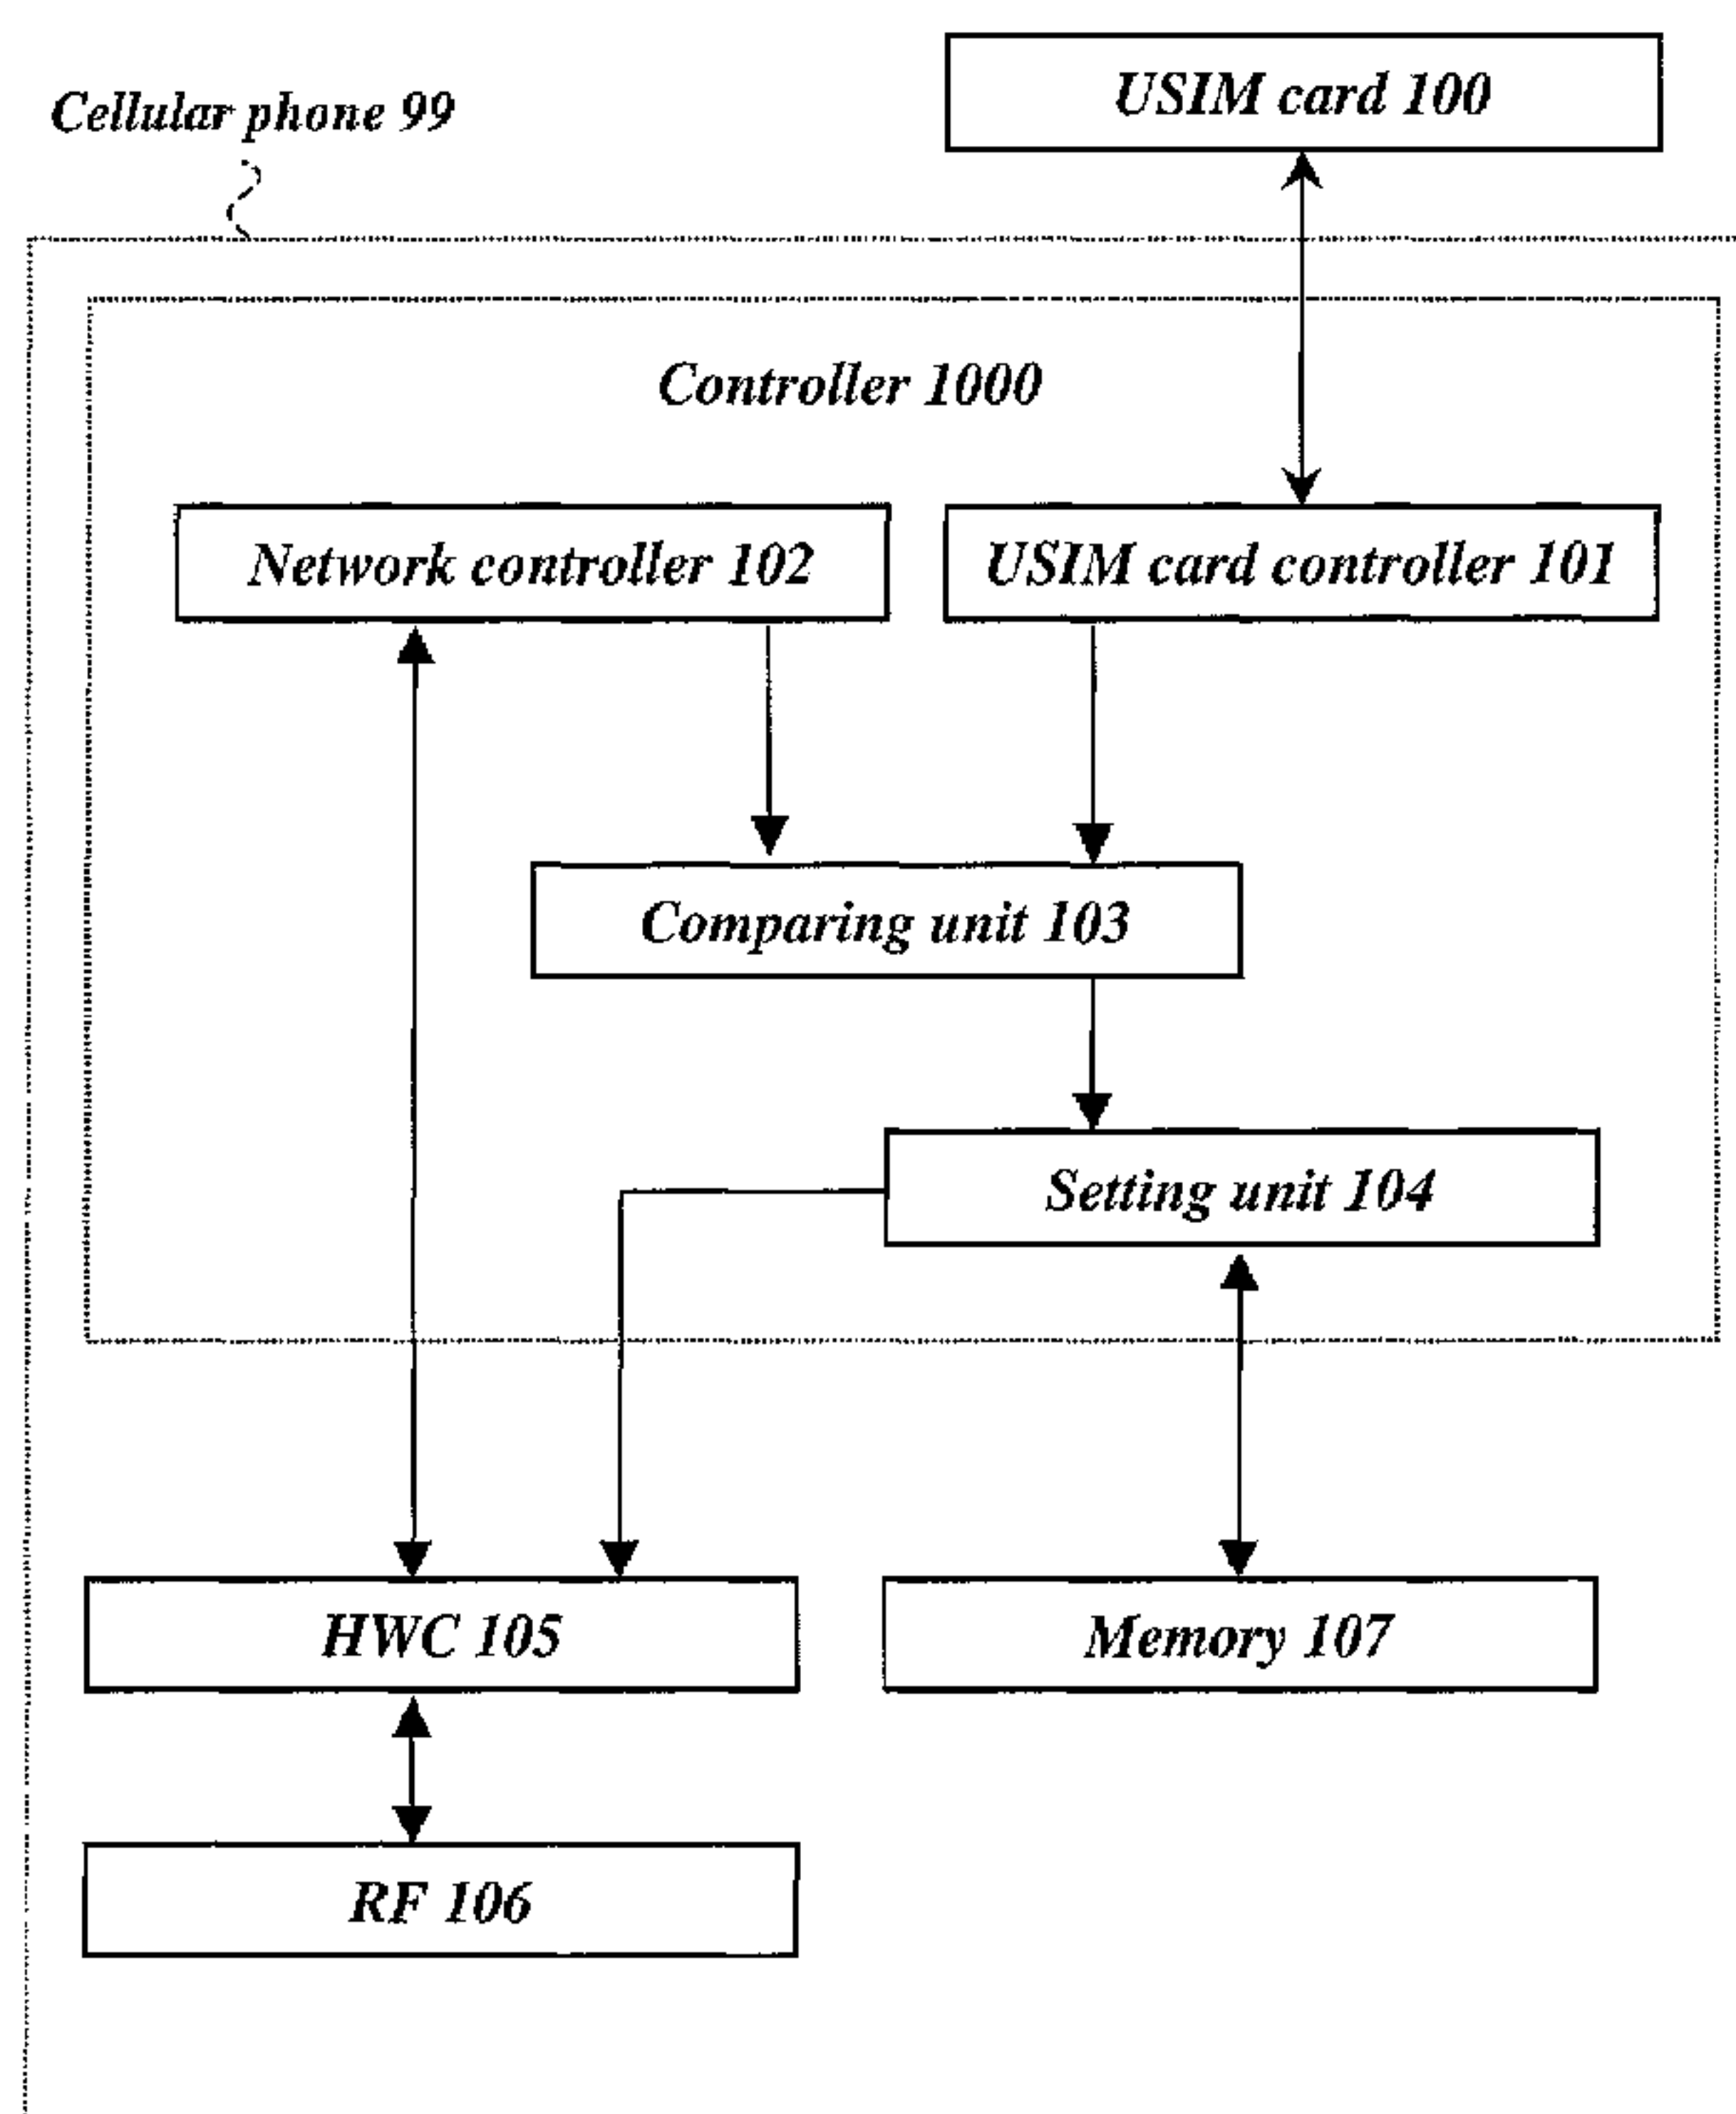 USIM card 100
Cellular phone 99
Controller 1000
Network controller 102
USIM card controller 101
Comparing unit 103
Setting unit 104
HWC 105
Memory 107
RF 106